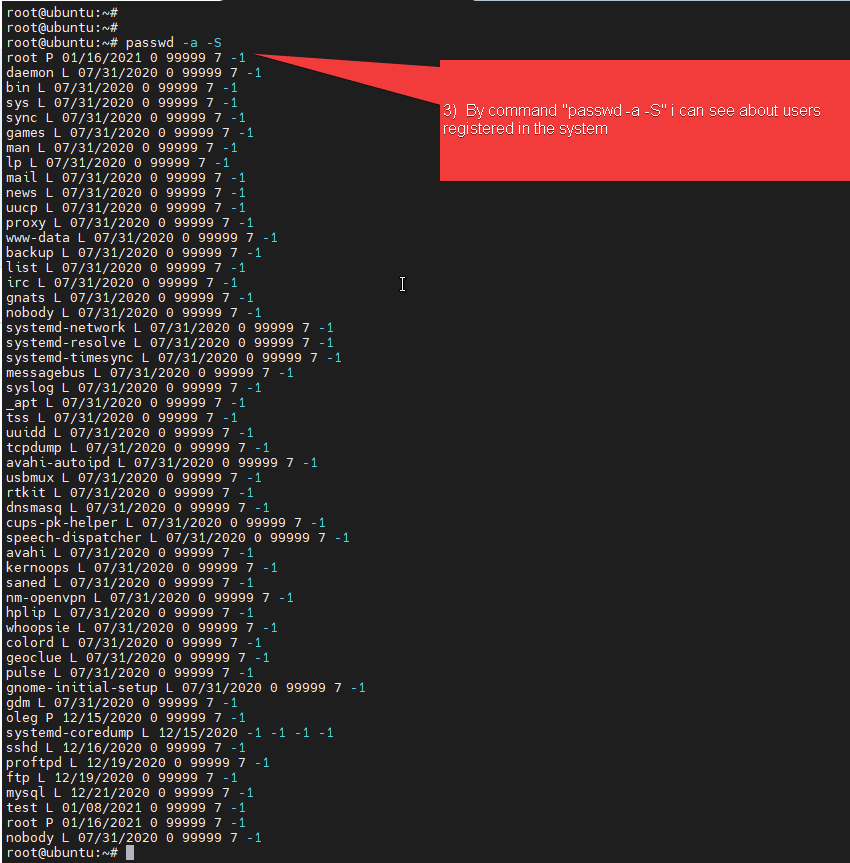 root@ubuntu:~#
root@ubuntu:~#
root@ubuntu:~# passwd -a -S
root P 01/16/2021 0 99999 7 -1
daemon L 07/31/2020 0 99999 7 -1
bin L 07/31/2020 0 99999 7 -1
sys L 07/31/2020 0 99999 7 -1
sync L 07/31/2020 0 99999 7 -1
games L 07/31/2020 0 99999 7 -1
man L 07/31/2020 0 99999 7 -1
lp L 07/31/2020 0 99999 7 -1
mail L 07/31/2020 0 99999 7 -1
news L 07/31/2020 0 99999 7 -1
uucp L 07/31/2020 0 99999 7 -1
proxy L 07/31/2020 0 99999 7 -1
www-data L 07/31/2020 0 99999 7 -1
backup L 07/31/2020 0 99999 7 -1
list L 07/31/2020 0 99999 7 -1
irc L 07/31/2020 0 99999 7 -1
gnats L 07/31/2020 0 99999 7 -1
nobody L 07/31/2020 0 99999 7 -1
systemd-network L 07/31/2020 0 99999 7 -1
systemd-resolve L 07/31/2020 0 99999 7 -1
systemd-timesync L 07/31/2020 0 99999 7 -1
messagebus L 07/31/2020 0 99999 7 -1
syslog L 07/31/2020 0 99999 7 -1
_apt L 07/31/2020 0 99999 7 -1
tss L 07/31/2020 0 99999 7 -1
uuidd L 07/31/2020 0 99999 7 -1
tcpdump L 07/31/2020 0 99999 7 -1
avahi-autoipd L 07/31/2020 0 99999 7 -1
usbmux L 07/31/2020 0 99999 7 -1
rtkit L 07/31/2020 0 99999 7 -1
dnsmasq L 07/31/2020 0 99999 7 -1
cups-pk-helper L 07/31/2020 0 99999 7 -1
speech-dispatcher L 07/31/2020 0 99999 7 -1
avahi L 07/31/2020 0 99999 7 -1
kernoops L 07/31/2020 0 99999 7 -1
saned L 07/31/2020 0 99999 7 -1
nm-openvpn L 07/31/2020 0 99999 7 -1
hplip L 07/31/2020 0 99999 7 -1
whoopsie L 07/31/2020 0 99999 7 -1
colord L 07/31/2020 0 99999 7 -1
geoclue L 07/31/2020 0 99999 7 -1
pulse L 07/31/2020 0 99999 7 -1
gnome-initial-setup L 07/31/2020 0 99999 7 -1
gdm L 07/31/2020 0 99999 7 -1
oleg P 12/15/2020 0 99999 7 -1
systemd-coredump L 12/15/2020 -1 -1 -1 -1
sshd L 12/16/2020 0 99999 7 -1
proftpd L 12/19/2020 0 99999 7 -1
ftp L 12/19/2020 0 99999 7 -1
mysql L 12/21/2020 0 99999 7 -1
test L 01/08/2021 0 99999 7 -1
root P 01/16/2021 0 99999 7 -1
nobody L 07/31/2020 0 99999 7 -1
root@ubuntu:~#
3) By command "passwd -a -S" i can see about users
registered in the system